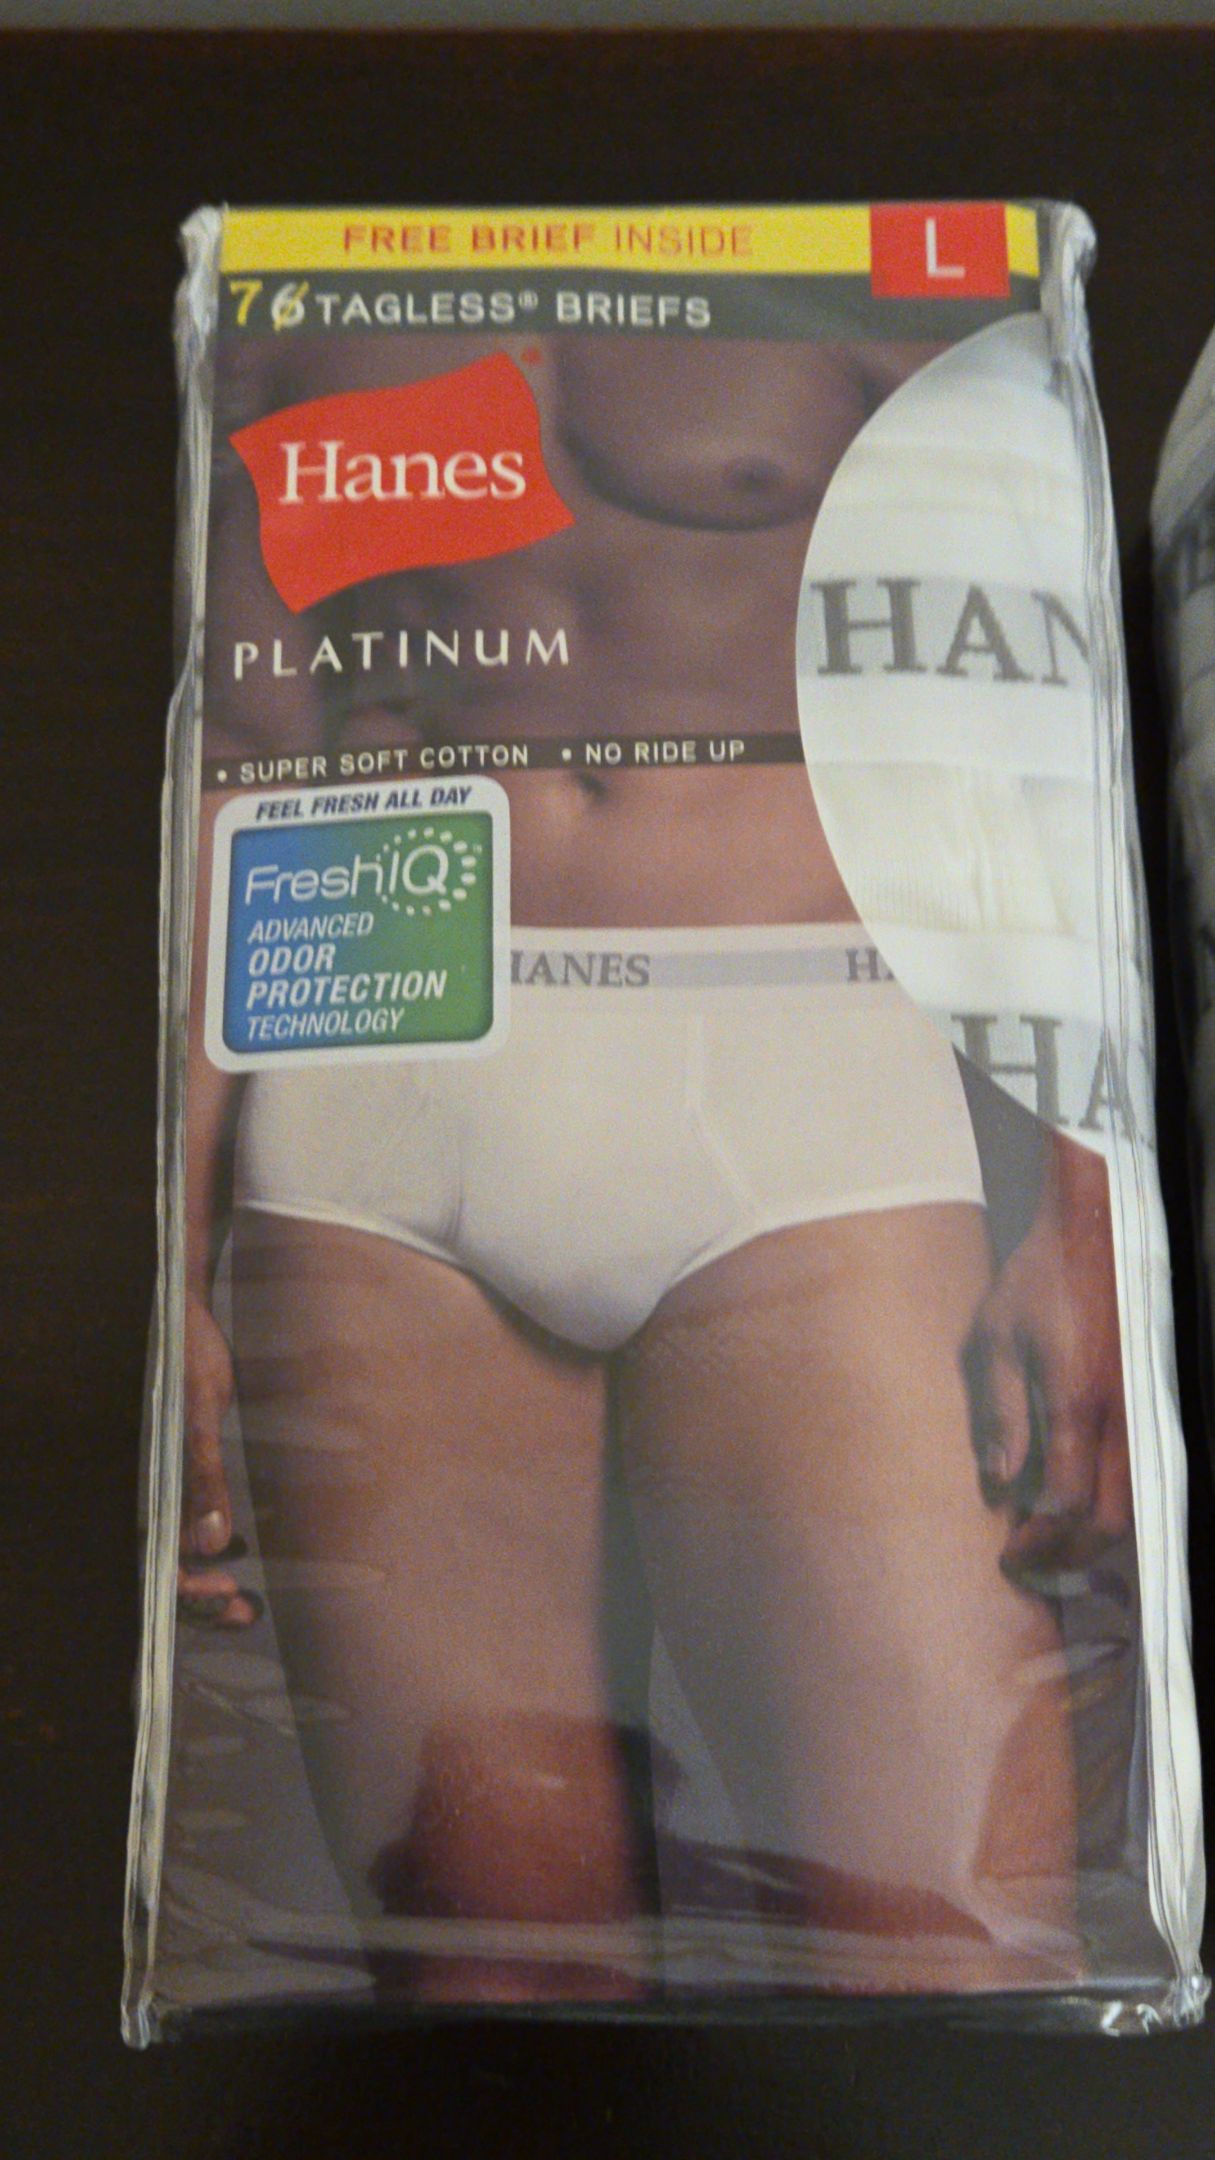 FREE BRIEF INSIDE L
7 6 TAGLESS® BRIEFS
Hanes
PLATINUM
• SUPER SOFT COTTON • NO RIDE UP
FEEL FRESH ALL DAY
FreshIQ
ADVANCED
ODOR
PROTECTION
TECHNOLOGY
HAN
HANES H
HA